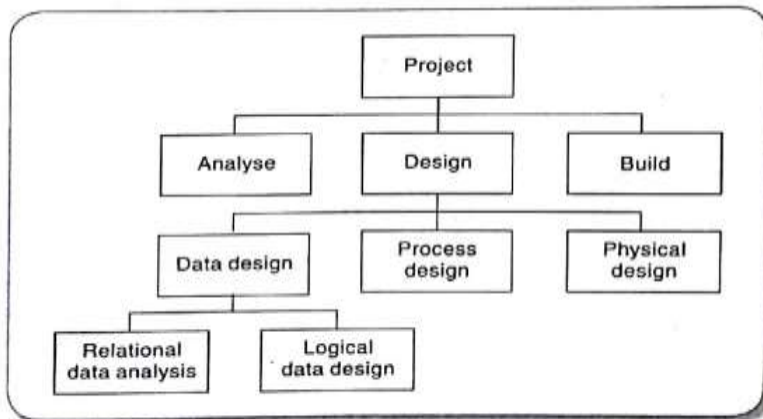 Project
Analyse
Design
Build
Data design
Process
design
Physical
design
Relational
data analysis
Logical
data design